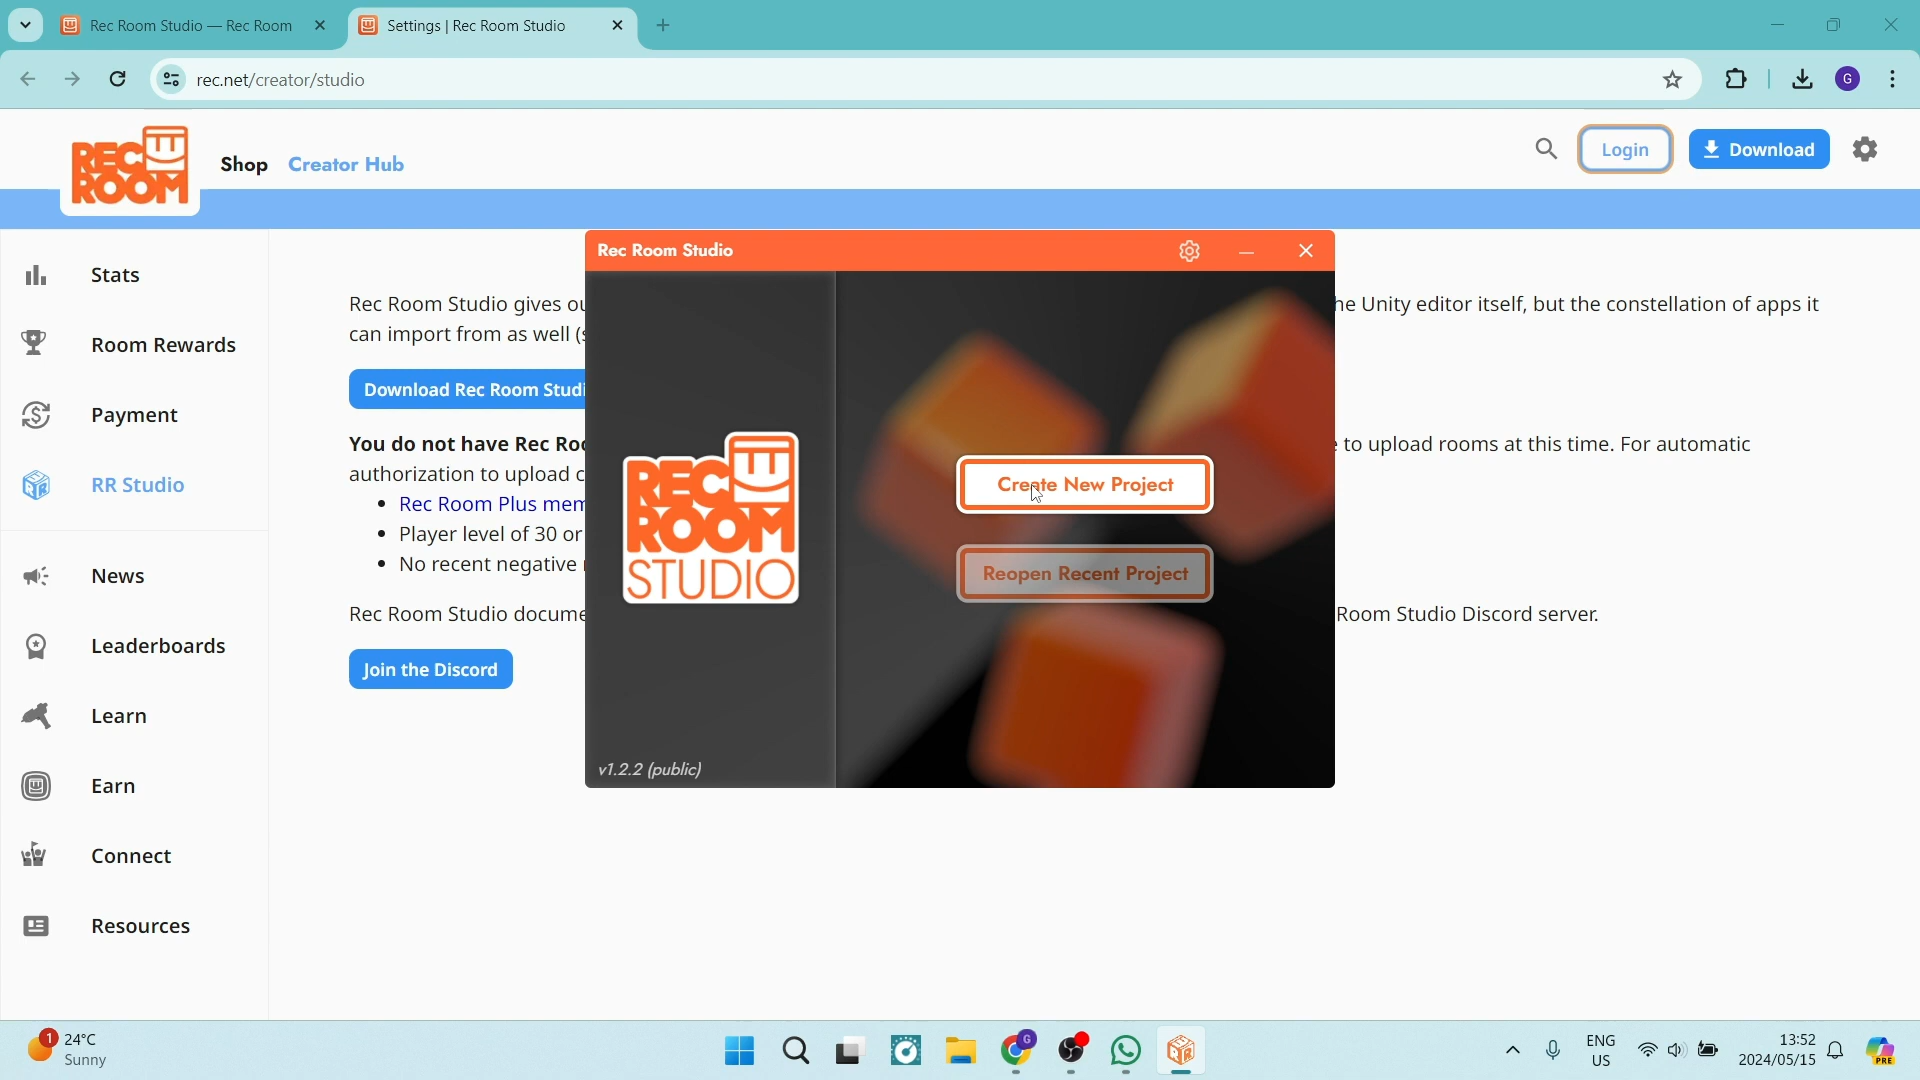 Rec Room Studio — Rec Room
Settings | Rec Room Studio
rec.net/creator/studio
G
REC ROOM
Shop
Creator Hub
Login
Download
Stats
Room Rewards
Payment
RR Studio
News
Leaderboards
Learn
Earn
Connect
Resources
Rec Room Studio gives ou
he Unity editor itself, but the constellation of apps it
can import from as well (s
Download Rec Room Studi
You do not have Rec Roo
to upload rooms at this time. For automatic
authorization to upload c
Rec Room Plus mem
Player level of 30 or
No recent negative
Rec Room Studio docume
Room Studio Discord server.
Join the Discord
Rec Room Studio
REC
ROOM
STUDIO
v1.2.2 (public)
Create New Project
Reopen Recent Project
1
24°C
Sunny
G
ENG
US
13:52
2024/05/15
PRE